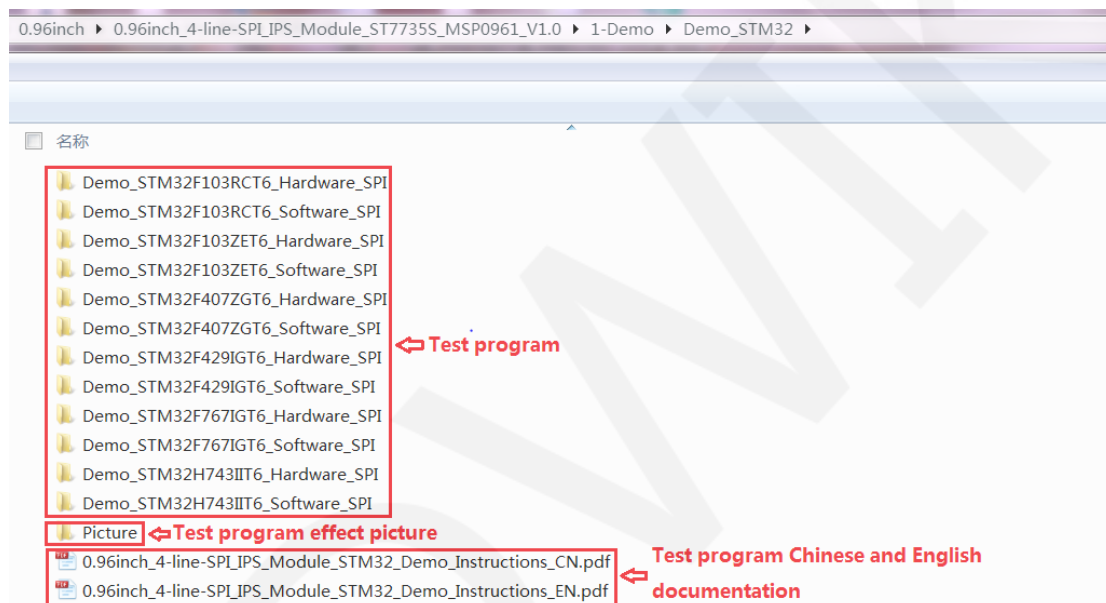 0.96inch ▸ 0.96inch_4-line-SPI_IPS_Module_ST7735S_MSP0961_V1.0 ▸ 1-Demo ▸ Demo_STM32 ▸
名称
Demo_STM32F103RCT6_Hardware_SPI
Demo_STM32F103RCT6_Software_SPI
Demo_STM32F103ZET6_Hardware_SPI
Demo_STM32F103ZET6_Software_SPI
Demo_STM32F407ZGT6_Hardware_SPI
Demo_STM32F407ZGT6_Software_SPI
Test program
Demo_STM32F429IGT6_Hardware_SPI
Demo_STM32F429IGT6_Software_SPI
Demo_STM32F767IGT6_Hardware_SPI
Demo_STM32F767IGT6_Software_SPI
Demo_STM32H743IIT6_Hardware_SPI
Demo_STM32H743IIT6_Software_SPI
Picture Test program effect picture
0.96inch_4-line-SPI_IPS_Module_STM32_Demo_Instructions_CN.pdf
0.96inch_4-line-SPI_IPS_Module_STM32_Demo_Instructions_EN.pdf
Test program Chinese and English
documentation